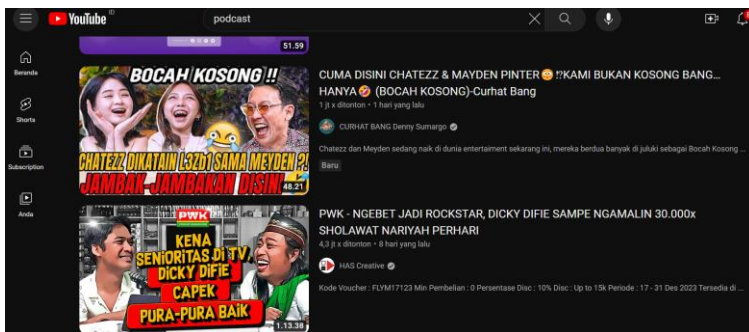 YouTube ID
podcast
51.59
Beranda
Shorts
Subscription
Anda
BOCAH KOSONG !!
CHATEZZ DIKATAIN L3Zb1 SAMA MEYDEN ?!
JAMBAK-JAMBAKAN DISINI
48.21
CUMA DISINI CHATEZZ & MAYDEN PINTER😳 ⁉KAMI BUKAN KOSONG BANG…
HANYA🤣 (BOCAH KOSONG)-Curhat Bang
1 jt x ditonton • 1 hari yang lalu
CURHAT BANG Denny Sumargo
Chatezz dan Meyden sedang naik di dunia entertaiment sekarang ini, mereka berdua banyak di juluki sebagai Bocah Kosong ...
Baru
PWK
KENA
SENIORITAS DI TV,
DICKY DIFIE
CAPEK
PURA-PURA BAIK
1.13.38
PWK - NGEBET JADI ROCKSTAR, DICKY DIFIE SAMPE NGAMALIN 30.000x
SHOLAWAT NARIYAH PERHARI
4,3 jt x ditonton • 8 hari yang lalu
HAS Creative
Kode Voucher : FLYM17123 Min Pembelian : 0 Persentase Disc : 10% Disc : Up to 15k Periode : 17 - 31 Des 2023 Tersedia di ...